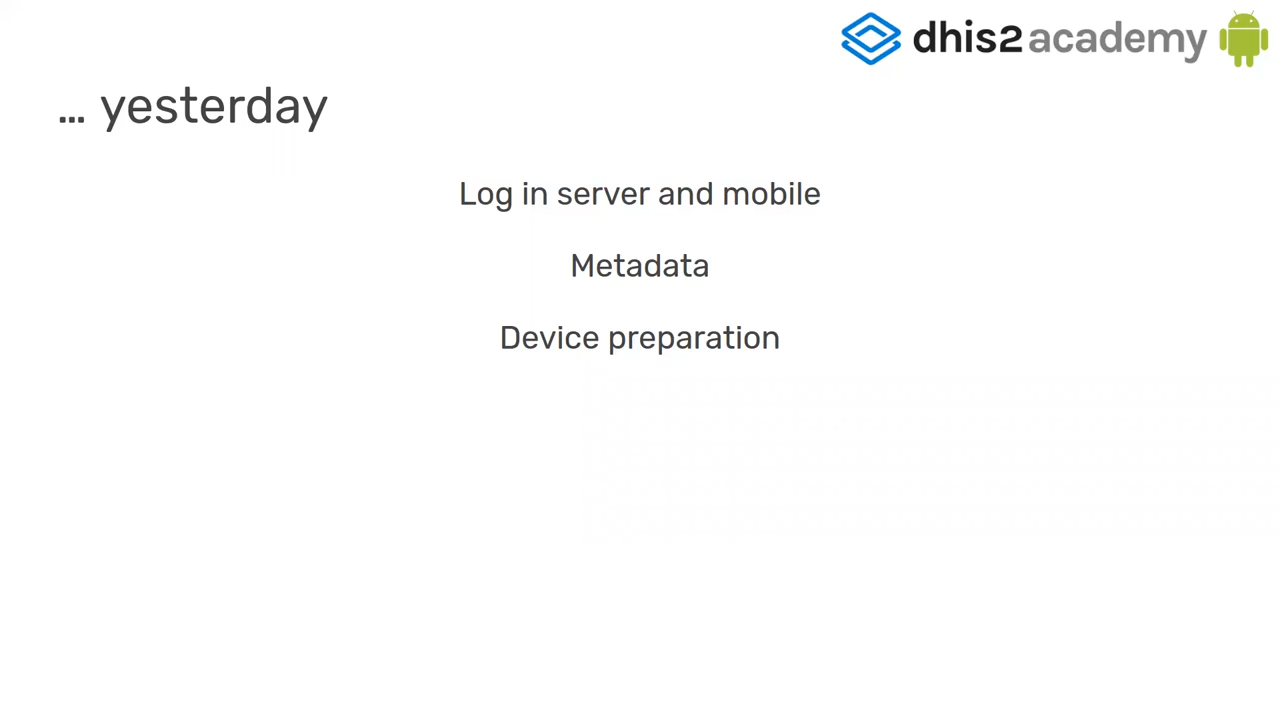 dhis2 academy
... yesterday
Log in server and mobile
Metadata
Device preparation